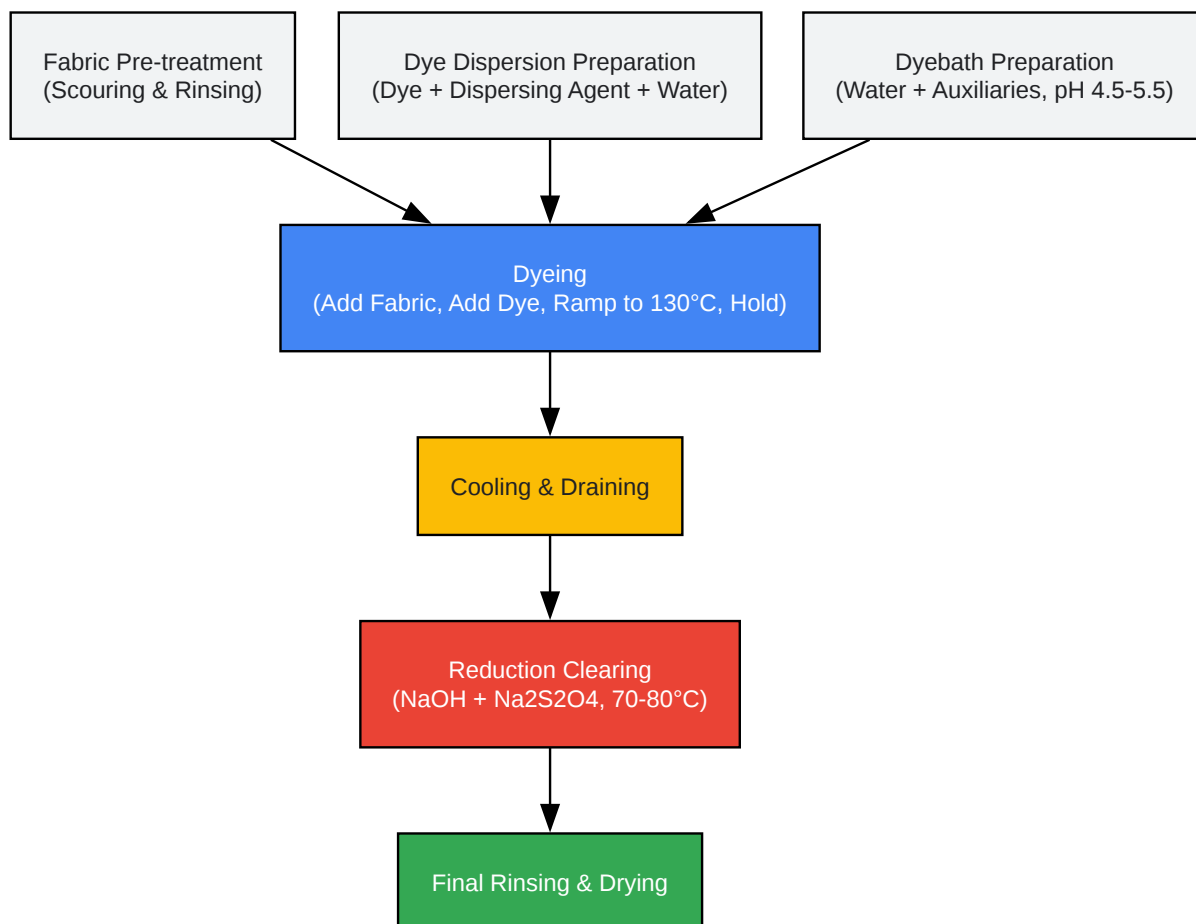 Fabric Pre-treatment
(Scouring & Rinsing)
Dye Dispersion Preparation
(Dye + Dispersing Agent + Water)
Dyebath Preparation
(Water + Auxiliaries, pH 4.5-5.5)
Dyeing
(Add Fabric, Add Dye, Ramp to 130°C, Hold)
Cooling & Draining
Reduction Clearing
(NaOH + Na2S2O4, 70-80°C)
Final Rinsing & Drying